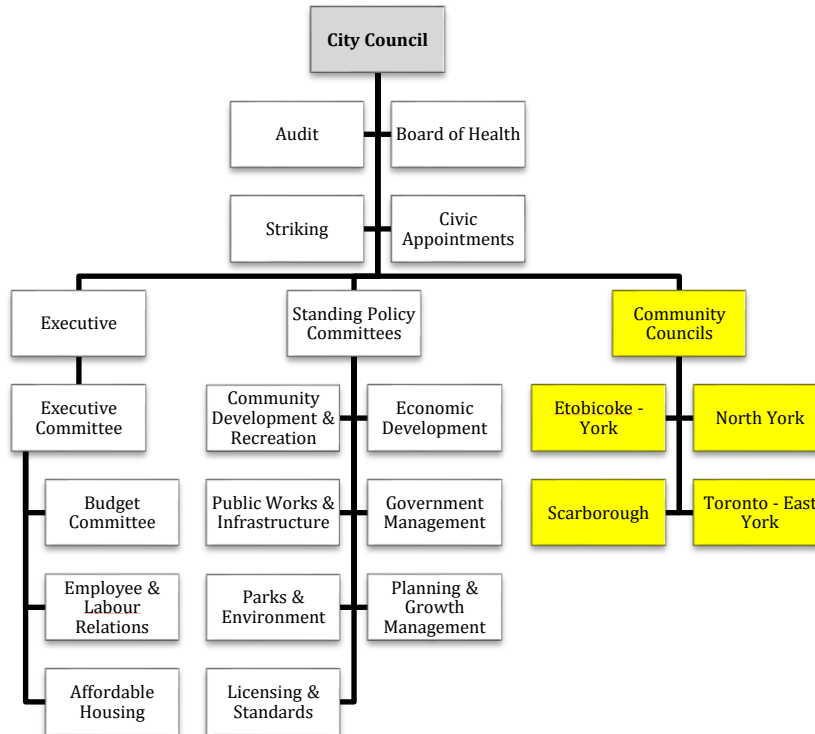 City Council
Audit
Board of Health
Striking
Civic
Appointments
Executive
Standing Policy
Committees
Community
Councils
Executive
Committee
Community
Development &
Recreation
Economic
Development
Etobicoke -
York
North York
Budget
Committee
Public Works &
Infrastructure
Government
Management
Scarborough
Toronto - East
York
Employee &
Labour
Relations
Parks &
Environment
Planning &
Growth
Management
Affordable
Housing
Licensing &
Standards